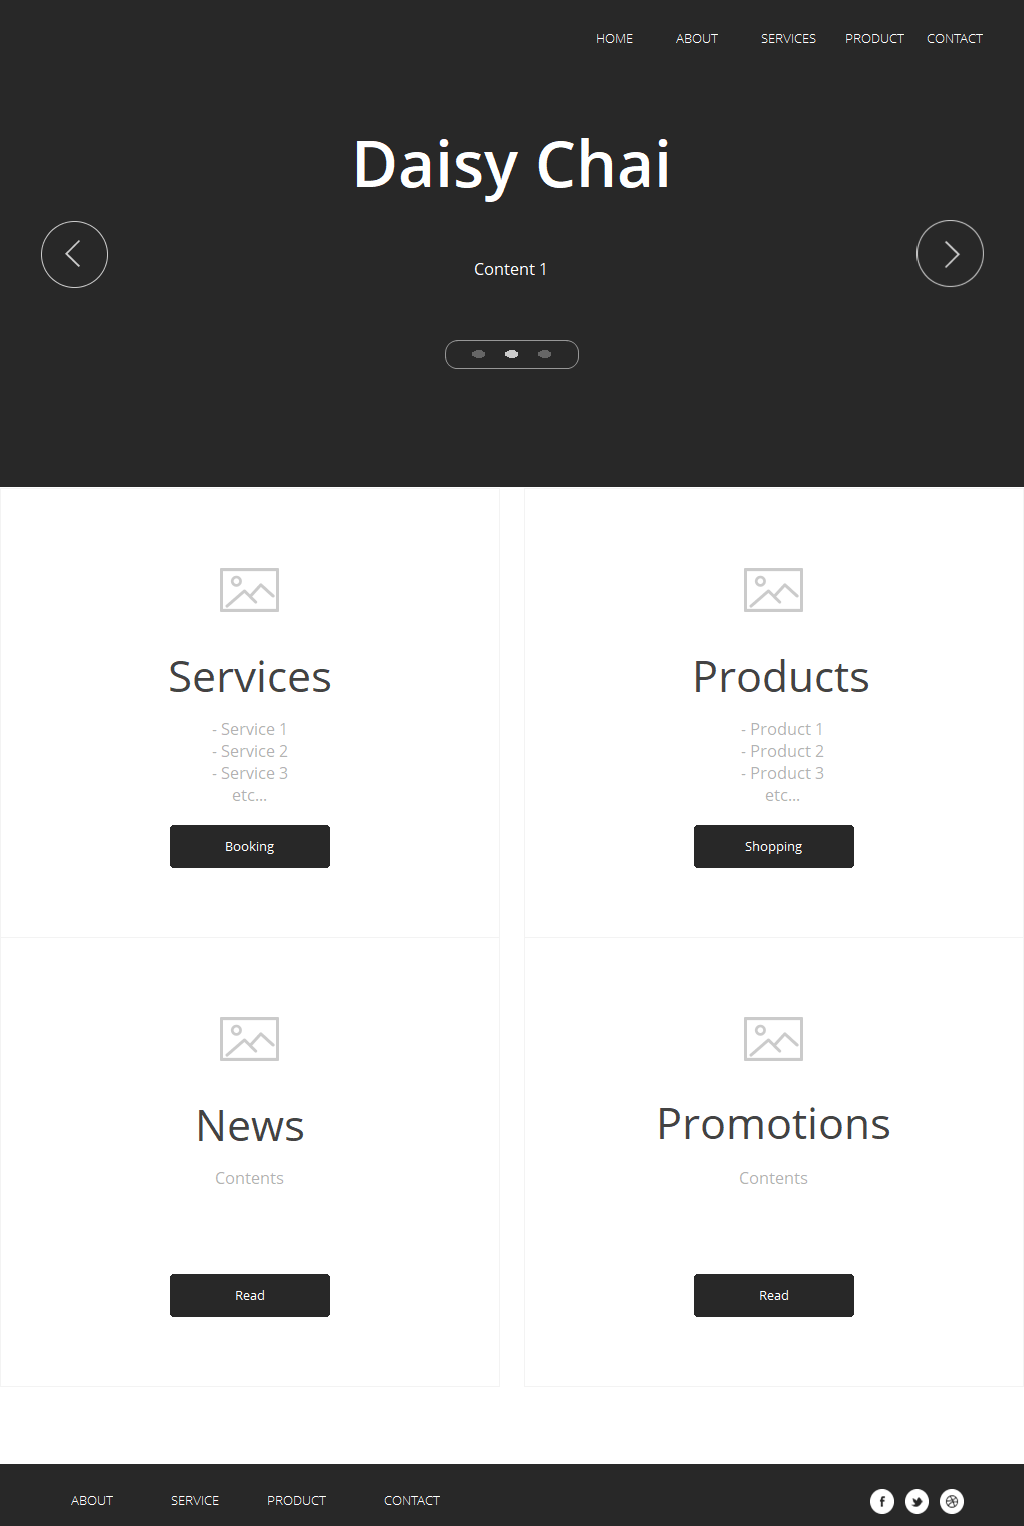 HOME ABOUT SERVICES PRODUCT CONTACT
Daisy Chai
Content 1
Services
- Service 1
- Service 2
- Service 3
etc...
Booking
Products
- Product 1
- Product 2
- Product 3
etc...
Shopping
News
Contents
Read
Promotions
Contents
Read
ABOUT SERVICE PRODUCT CONTACT